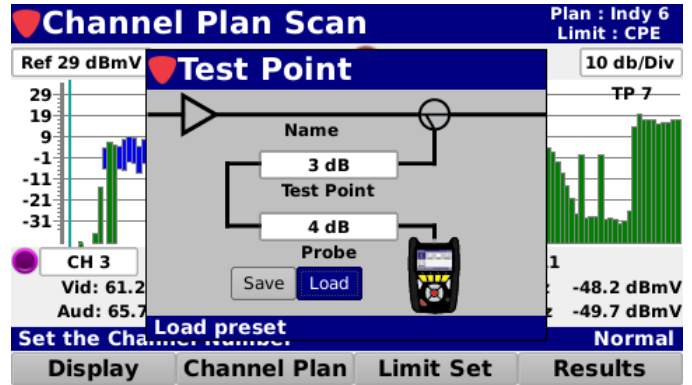 Channel Plan Scan
Plan : Indy 6
Limit : CPE
Ref 29 dBmV
10 db/Div
Test Point
TP 7
29
19
9
-1
-11
-21
-31
Name
3 dB
Test Point
4 dB
Probe
Save Load
CH 3
Vid: 61.2
-48.2 dBmV
Aud: 65.7
-49.7 dBmV
Load preset
Set the Channel Number
Normal
Display Channel Plan Limit Set Results